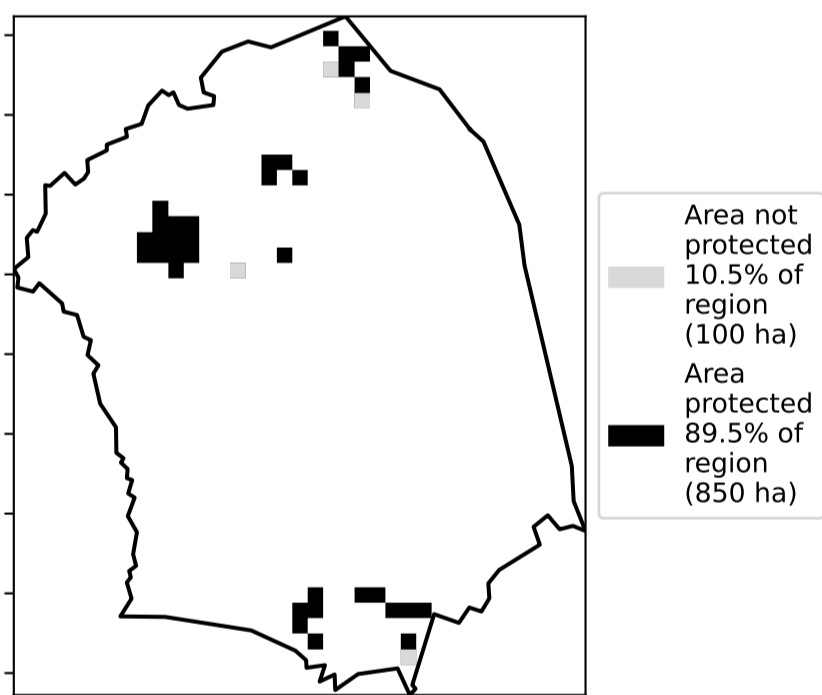 Area not
protected
10.5% of
region
(100 ha)
Area
protected
89.5% of
region
(850 ha)